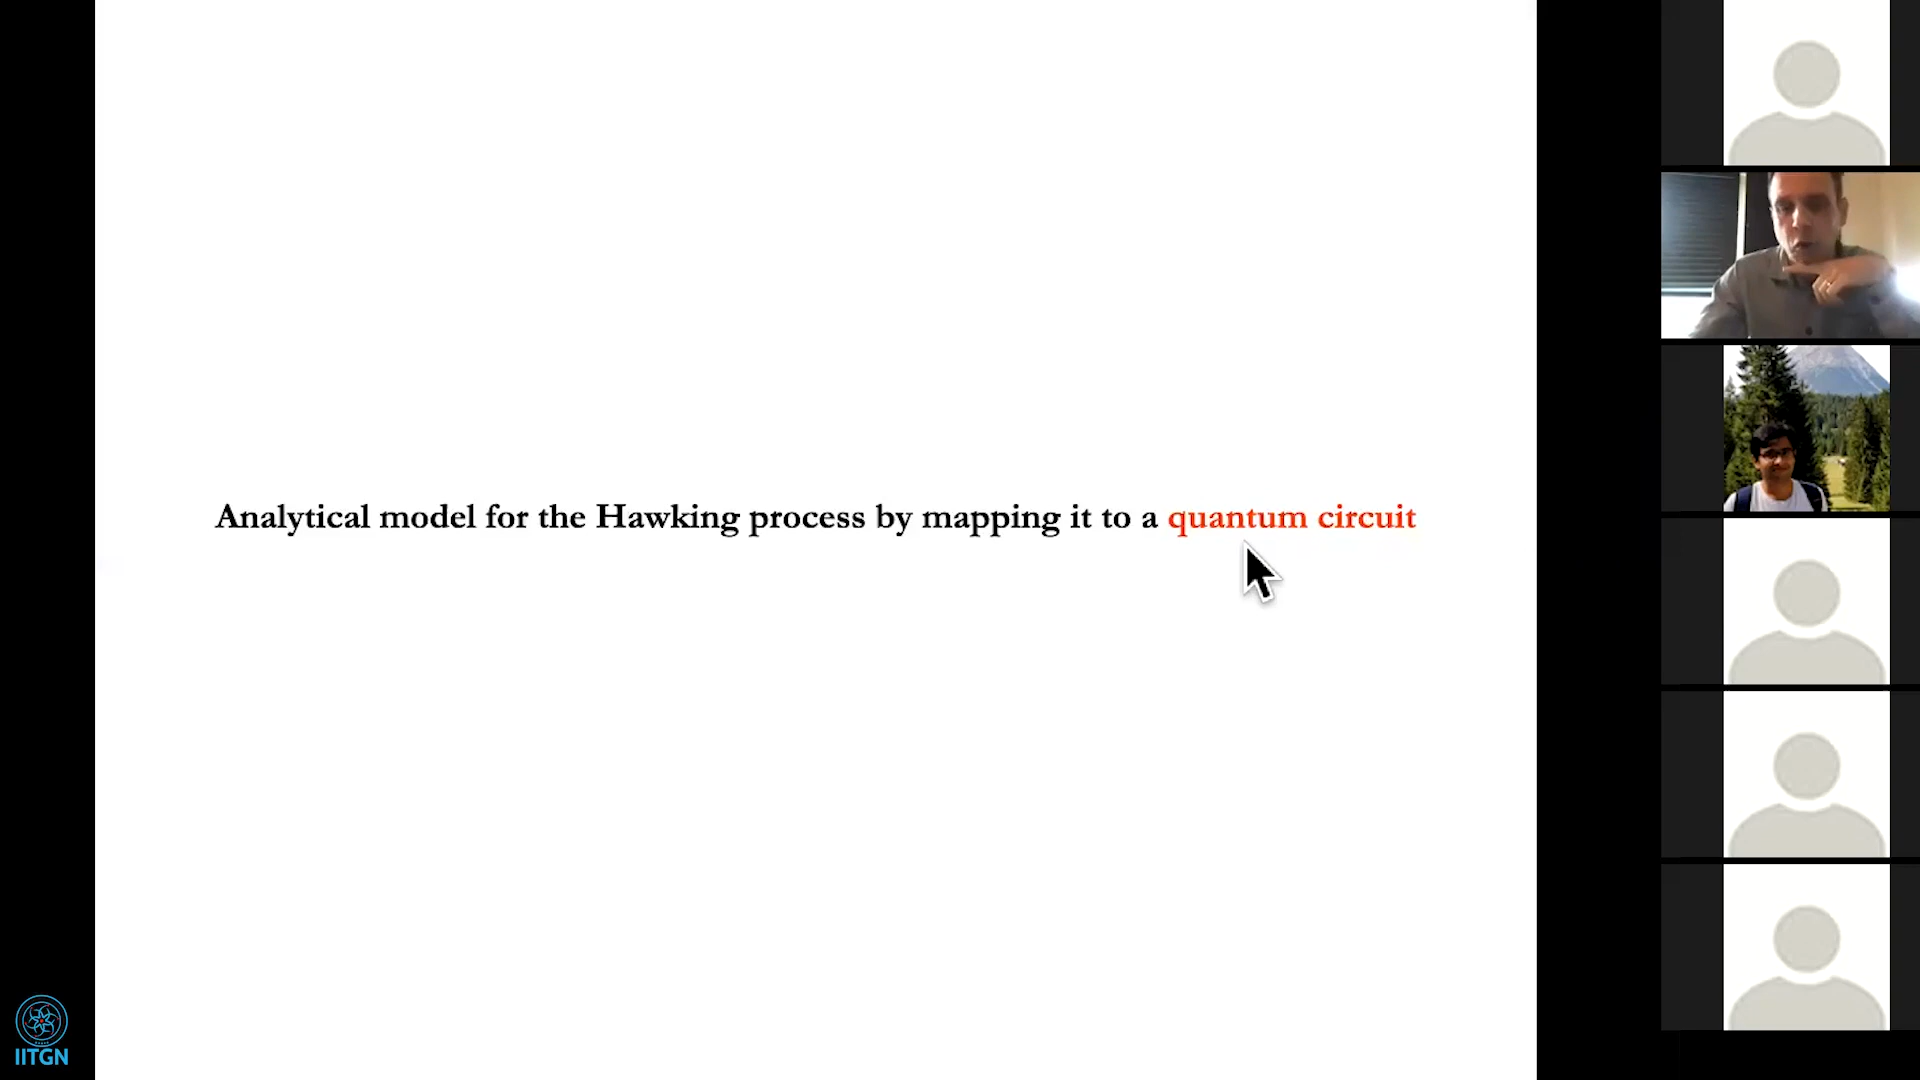 Analytical model for the Hawking process by mapping it to a quantum circuit
IITGN